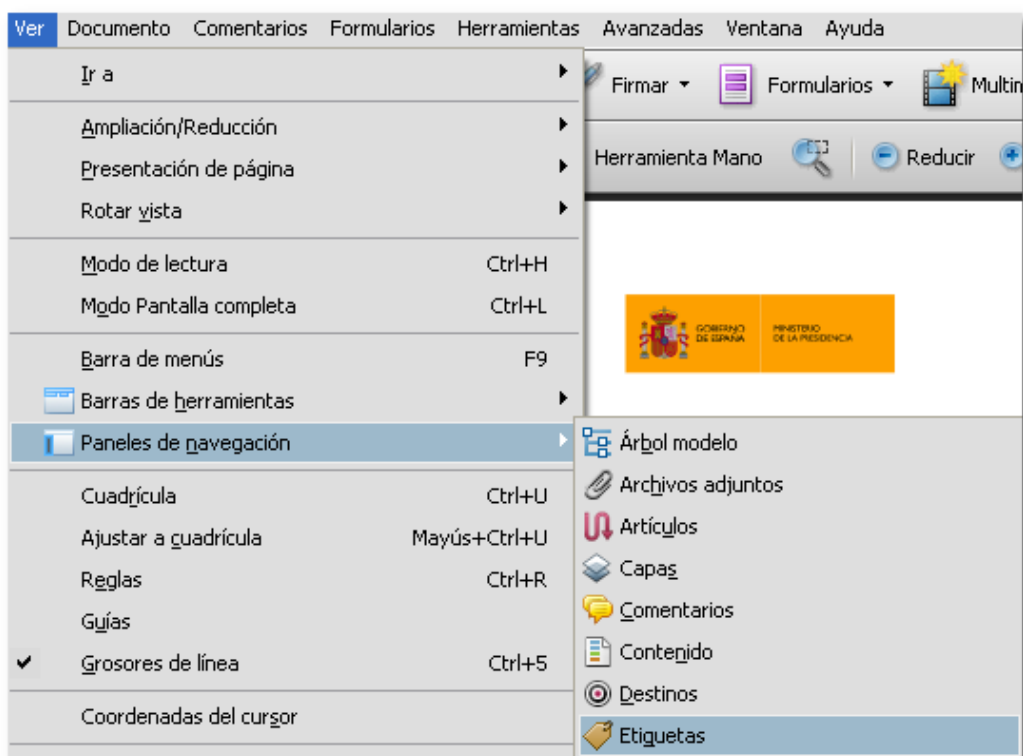 Ver Documento Comentarios Formularios Herramientas Avanzadas Ventana Ayuda
Ir a
Ampliación/Reducción
Presentación de página
Rotar vista
Modo de lectura Ctrl+H
Modo Pantalla completa Ctrl+L
Barra de menús F9
Barras de herramientas
Paneles de navegación
Cuadrícula Ctrl+U
Ajustar a cuadrícula Mayús+Ctrl+U
Reglas Ctrl+R
Guías
Grosores de línea Ctrl+5
Coordenadas del cursor
Firmar Formularios Multim
Herramienta Mano Reducir
GOBIERNO
DE ESPAÑA
MINISTERIO
DE LA PRESIDENCIA
Árbol modelo
Archivos adjuntos
Artículos
Capas
Comentarios
Contenido
Destinos
Etiquetas